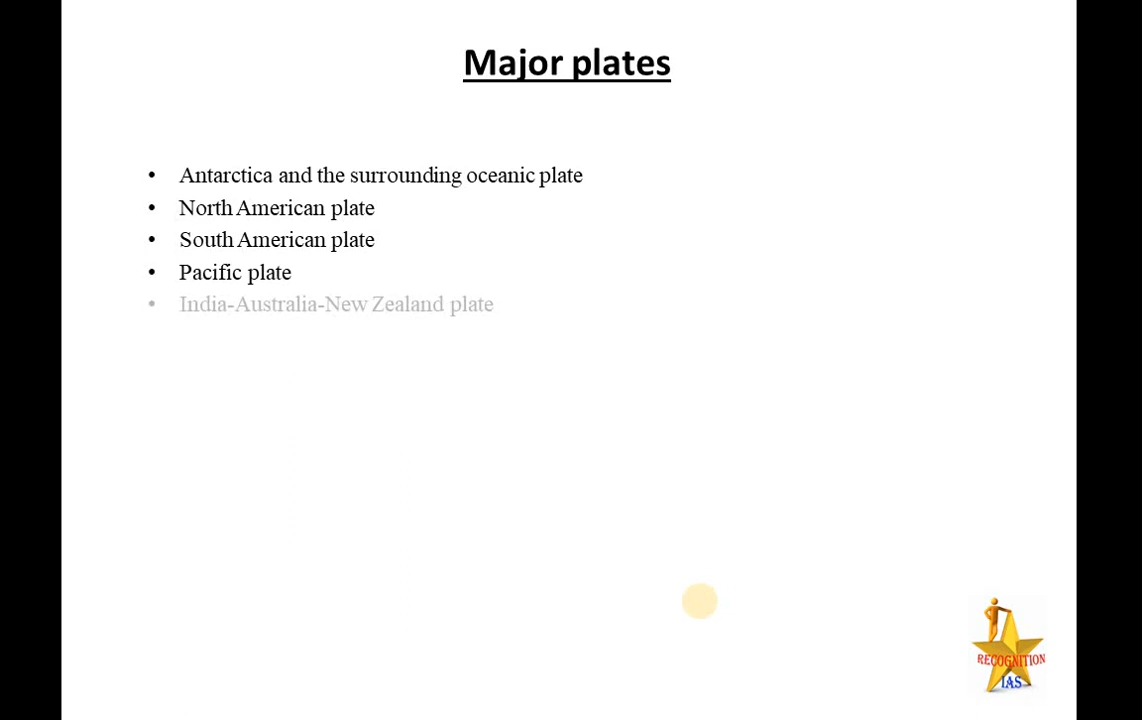 Major plates
• Antarctica and the surrounding oceanic plate
• North American plate
• South American plate
• Pacific plate
• India-Australia-New Zealand plate
RECOGNITION
IAS